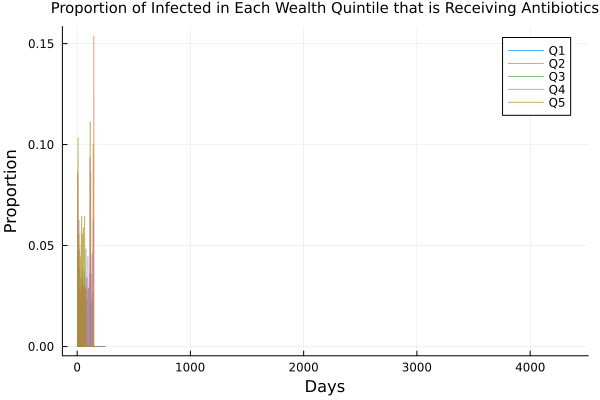 Proportion of Infected in Each Wealth Quintile that is Receiving Antibiotics
0.15
0.10
0.05
0.00
Proportion
0
1000
2000
3000
4000
Days
Q1
Q2
Q3
Q4
Q5